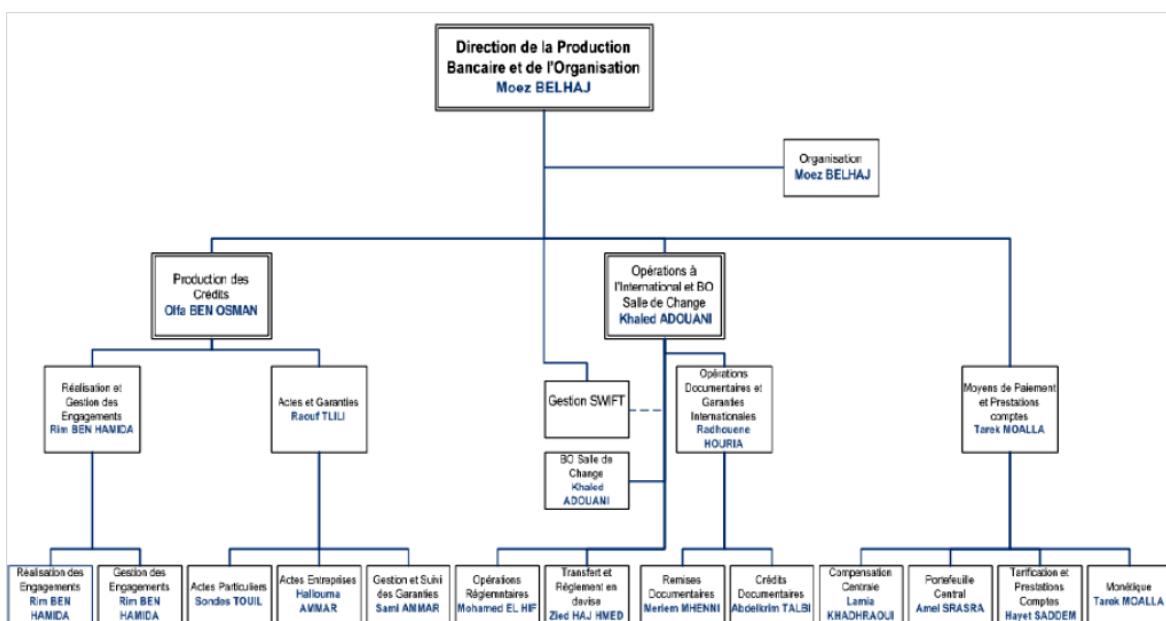 Direction de la Production
Bancaire et de l'Organisation
Moez BELHAJ
Organisation
Moez BELHAJ
Production des
Crédits
Olfa BEN OSMAN
Opérations à
l'International et BO
Salle de Change
Khaled ADOUANI
Réalisation et
Gestion des
Engagements
Rim BEN HAMIDA
Actes et Garanties
Raouf TLILI
Gestion SWIFT
Opérations
Documentaires et
Garanties
Internationales
Radhouene
HOURIA
Moyens de Paiement
et Prestations
comptes
Tarek MOALLA
BO Salle de
Change
Khaled
ADOUANI
Réalisation des
Engagements
Rim BEN
HAMIDA
Gestion des
Engagements
Rim BEN
HAMIDA
Actes Particuliers
Sondes TOUIL
Actes Entreprises
Hallouma
AMMAR
Gestion et Suivi
des Garanties
Sami AMMAR
Opérations
Réglementaires
Mohamed EL HIF
Transfert et
Règlement en
devise
Zied HAJ HMED
Remises
Documentaires
Meriem MHENNI
Crédits
Documentaires
Abdelkrim TALBI
Compensation
Centrale
Lamia
KHADHRAOUI
Portefeuille
Central
Amel SRASRA
Tarification et
Prestations
Comptes
Hayet SADDEM
Monétique
Tarek MOALLA